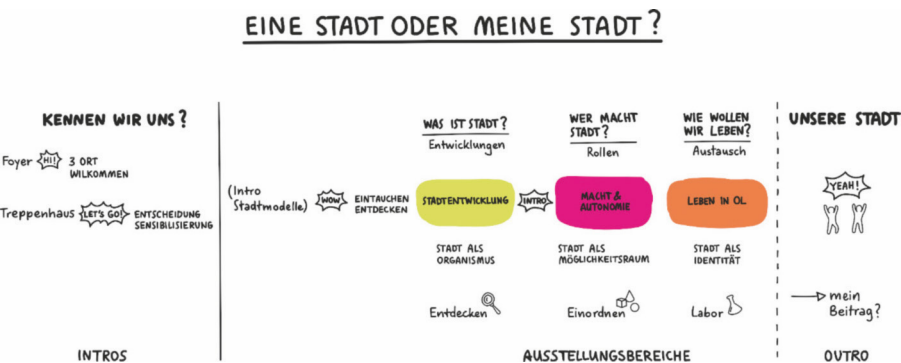 EINE STADT ODER MEINE STADT?
KENNEN WIR UNS?
Foyer HI! 3 ORT
WILKOMMEN
Treppenhaus LET'S GO! ENTSCHEIDUNG
SENSIBLISIERUNG
INTROS
(Intro
Stadtmodelle)
WOW
EINTAUCHEN
ENTDECKEN
WAS IST STADT?
Entwicklungen
STADTENTWICKLUNG
STADT ALS
ORGANISMUS
Entdecken
INTRO
WER MACHT
STADT?
Rollen
MACHT &
AUTONOMIE
STADT ALS
MÖGLICHKEITSRAUM
Einordnen
WIE WOLLEN
WIR LEBEN?
Austausch
LEBEN IN OL
STADT ALS
IDENTITÄT
Labor
AUSSTELLUNGSBEREICHE
UNSERE STADT
YEAH!
mein
Beitrag?
OUTRO